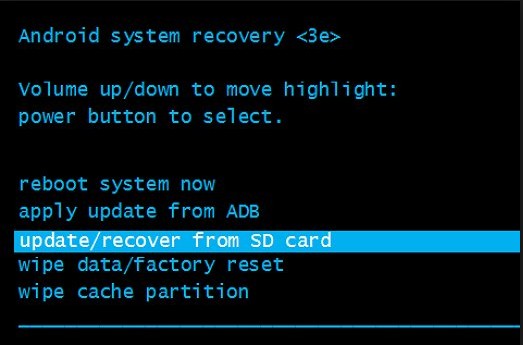 Android system recovery <3e>
Volume up/down to move highlight:
power button to select.
reboot system now
apply update from ADB
update/recover from SD card
wipe data/factory reset
wipe cache partition